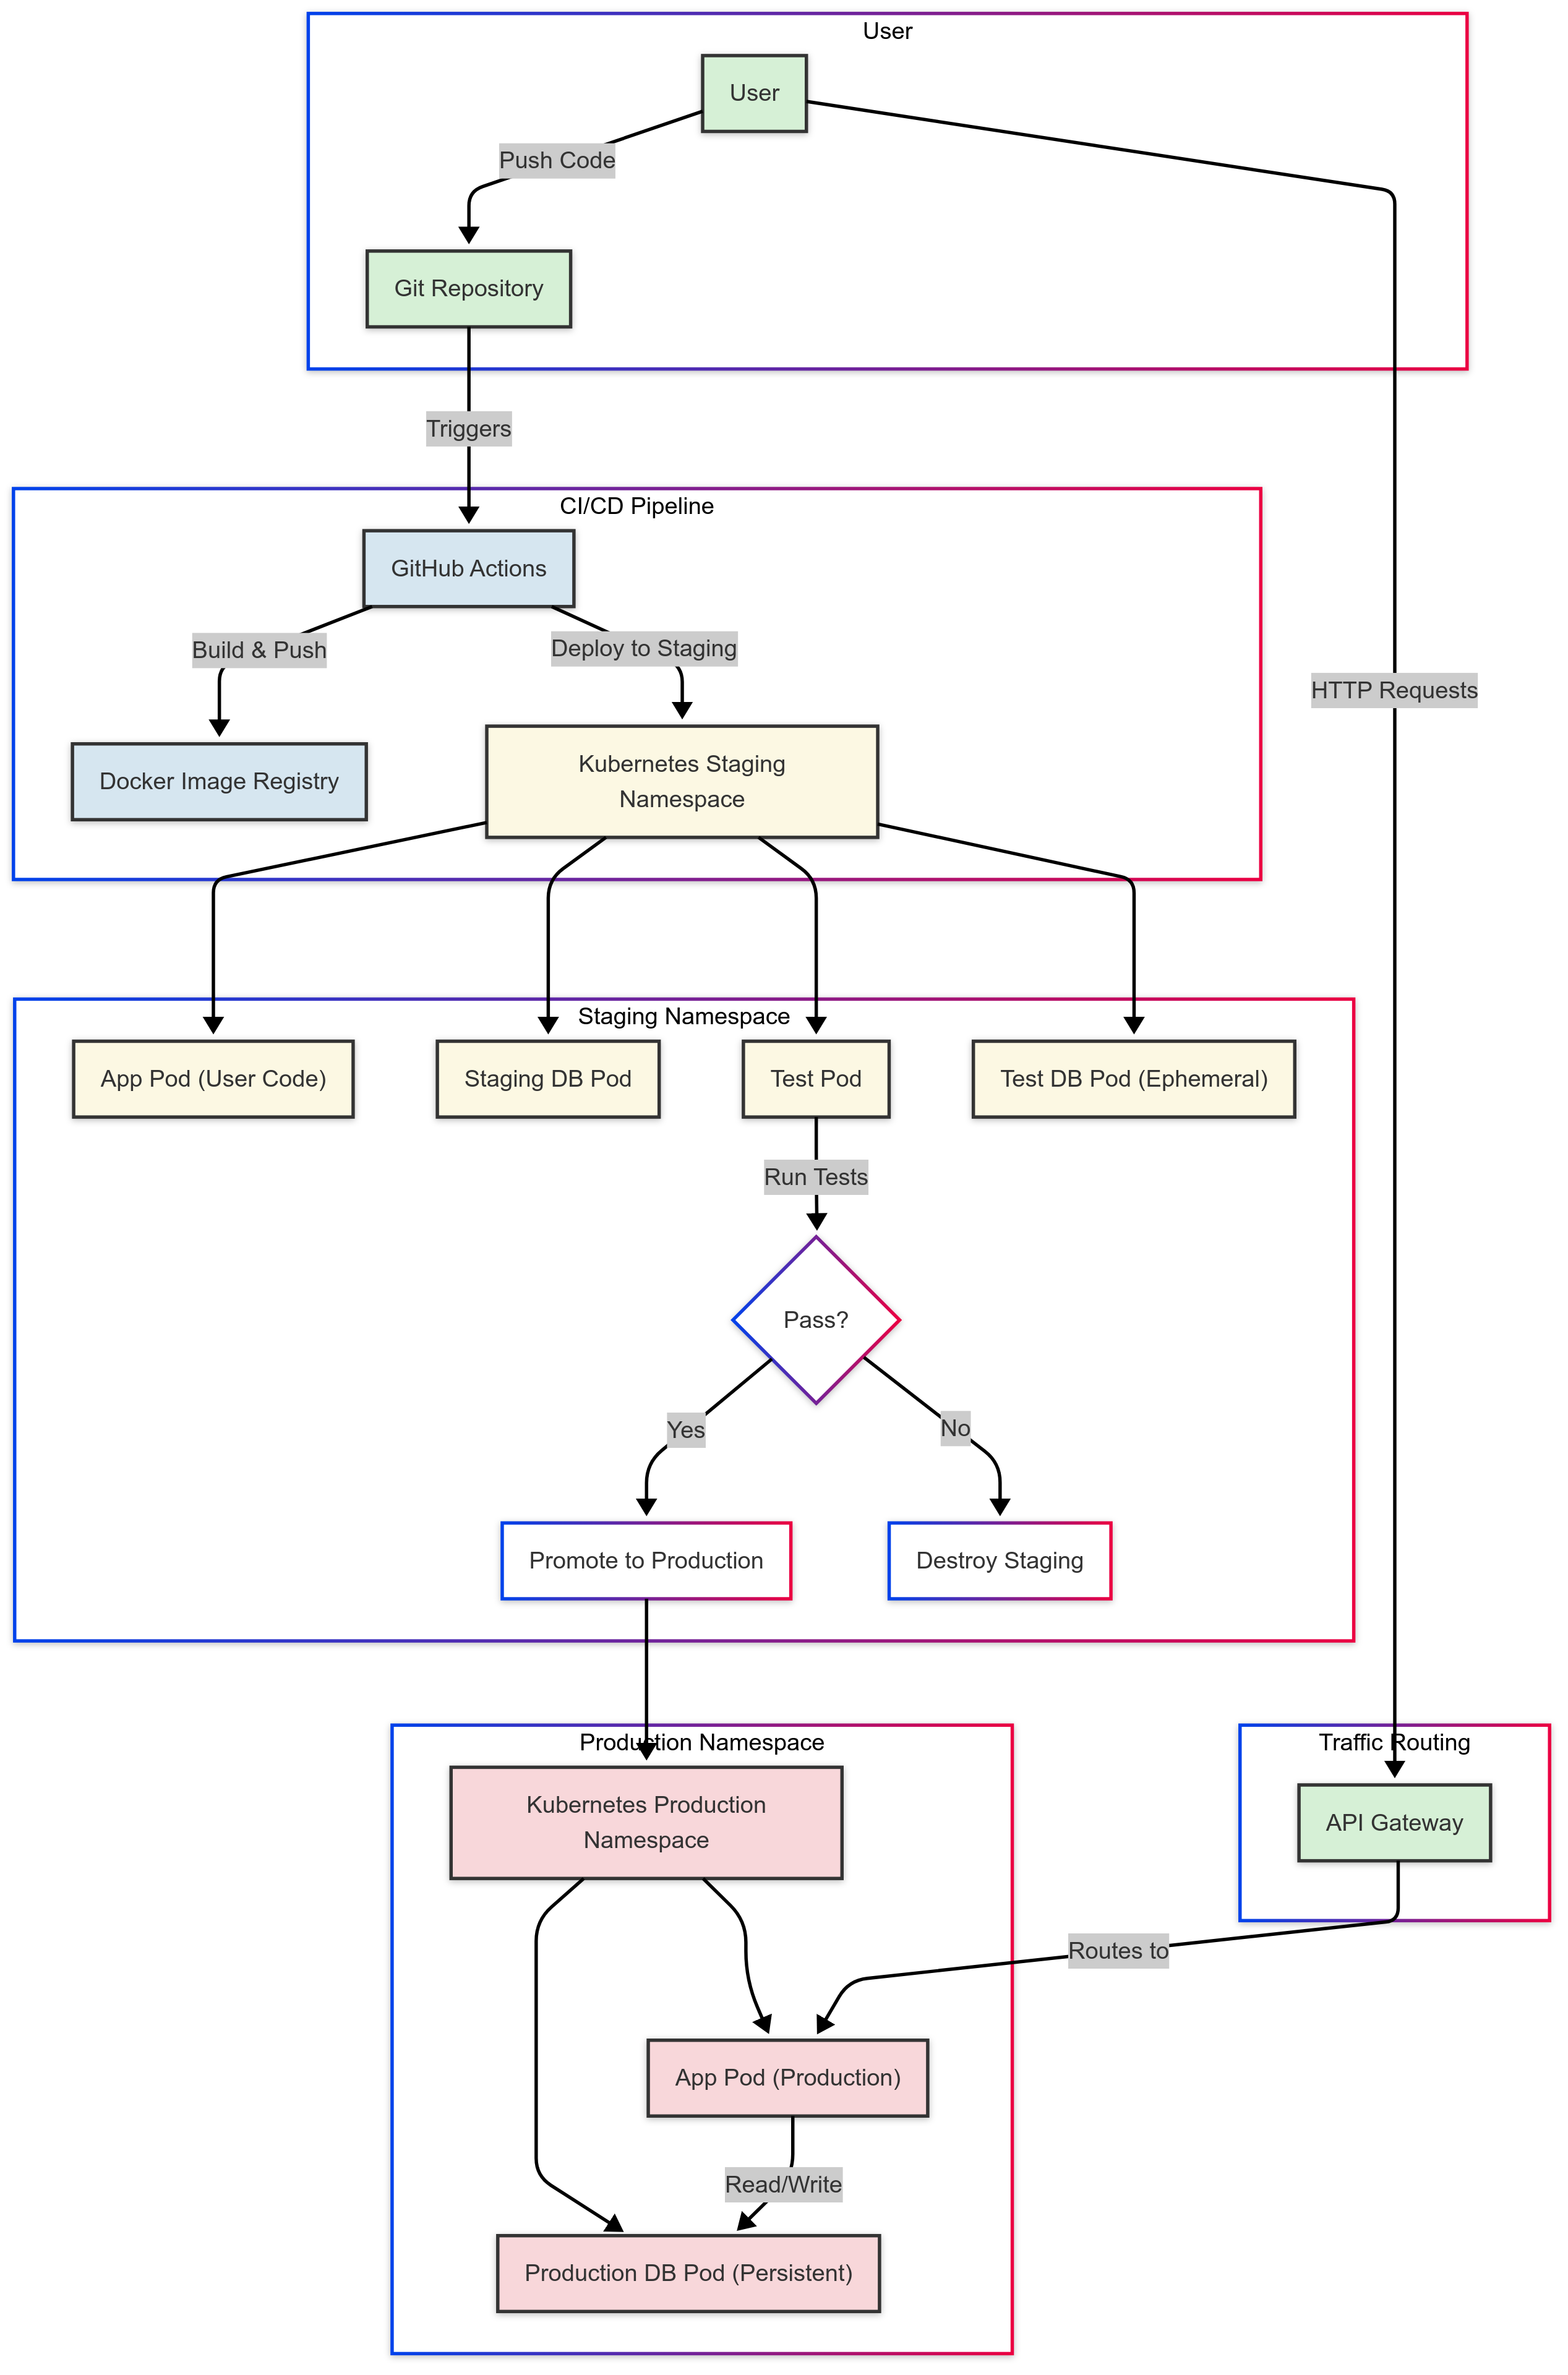 User
User
Push Code
Git Repository
Triggers
CI/CD Pipeline
GitHub Actions
Build & Push
Deploy to Staging
HTTP Requests
Docker Image Registry
Kubernetes Staging
Namespace
Staging Namespace
App Pod (User Code)
Staging DB Pod
Test Pod
Test DB Pod (Ephemeral)
Run Tests
Pass?
Yes
No
Promote to Production
Destroy Staging
Production Namespace
Traffic Routing
Kubernetes Production
Namespace
API Gateway
Routes to
App Pod (Production)
Read/Write
Production DB Pod (Persistent)